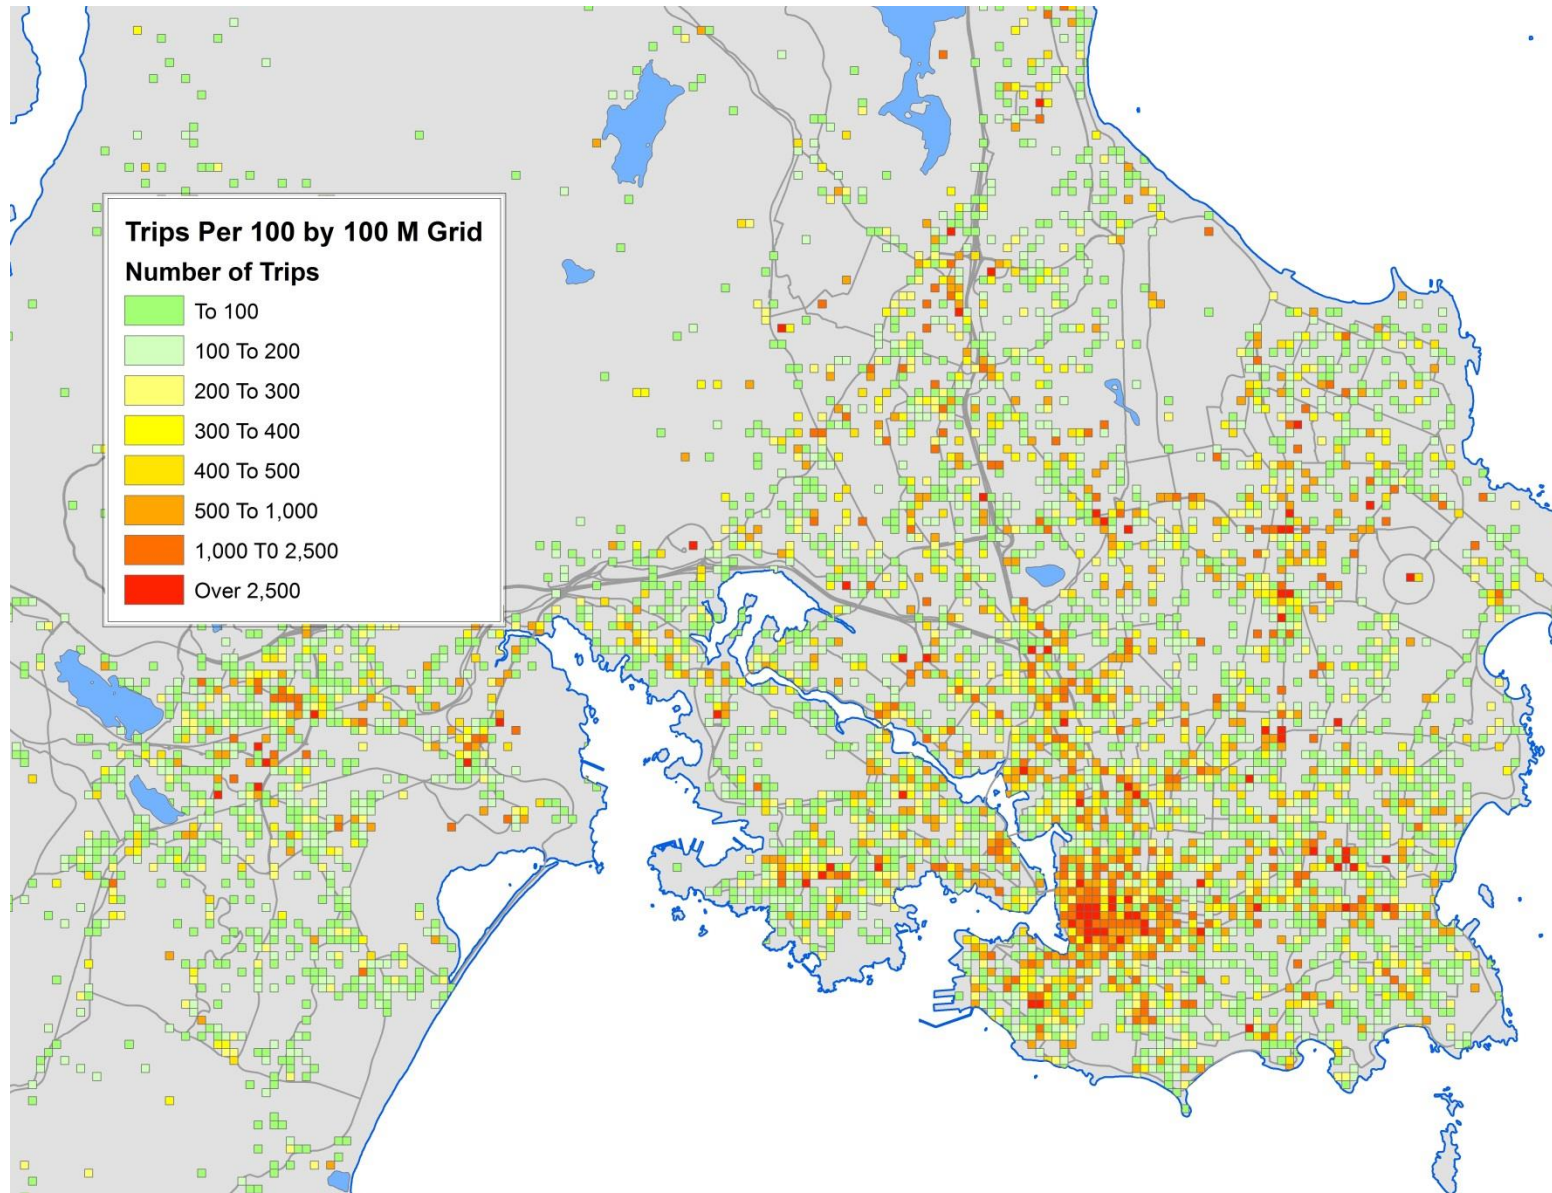 Trips Per 100 by 100 M Grid
Number of Trips
To 100
100 To 200
200 To 300
300 To 400
400 To 500
500 To 1,000
1,000 T0 2,500
Over 2,500